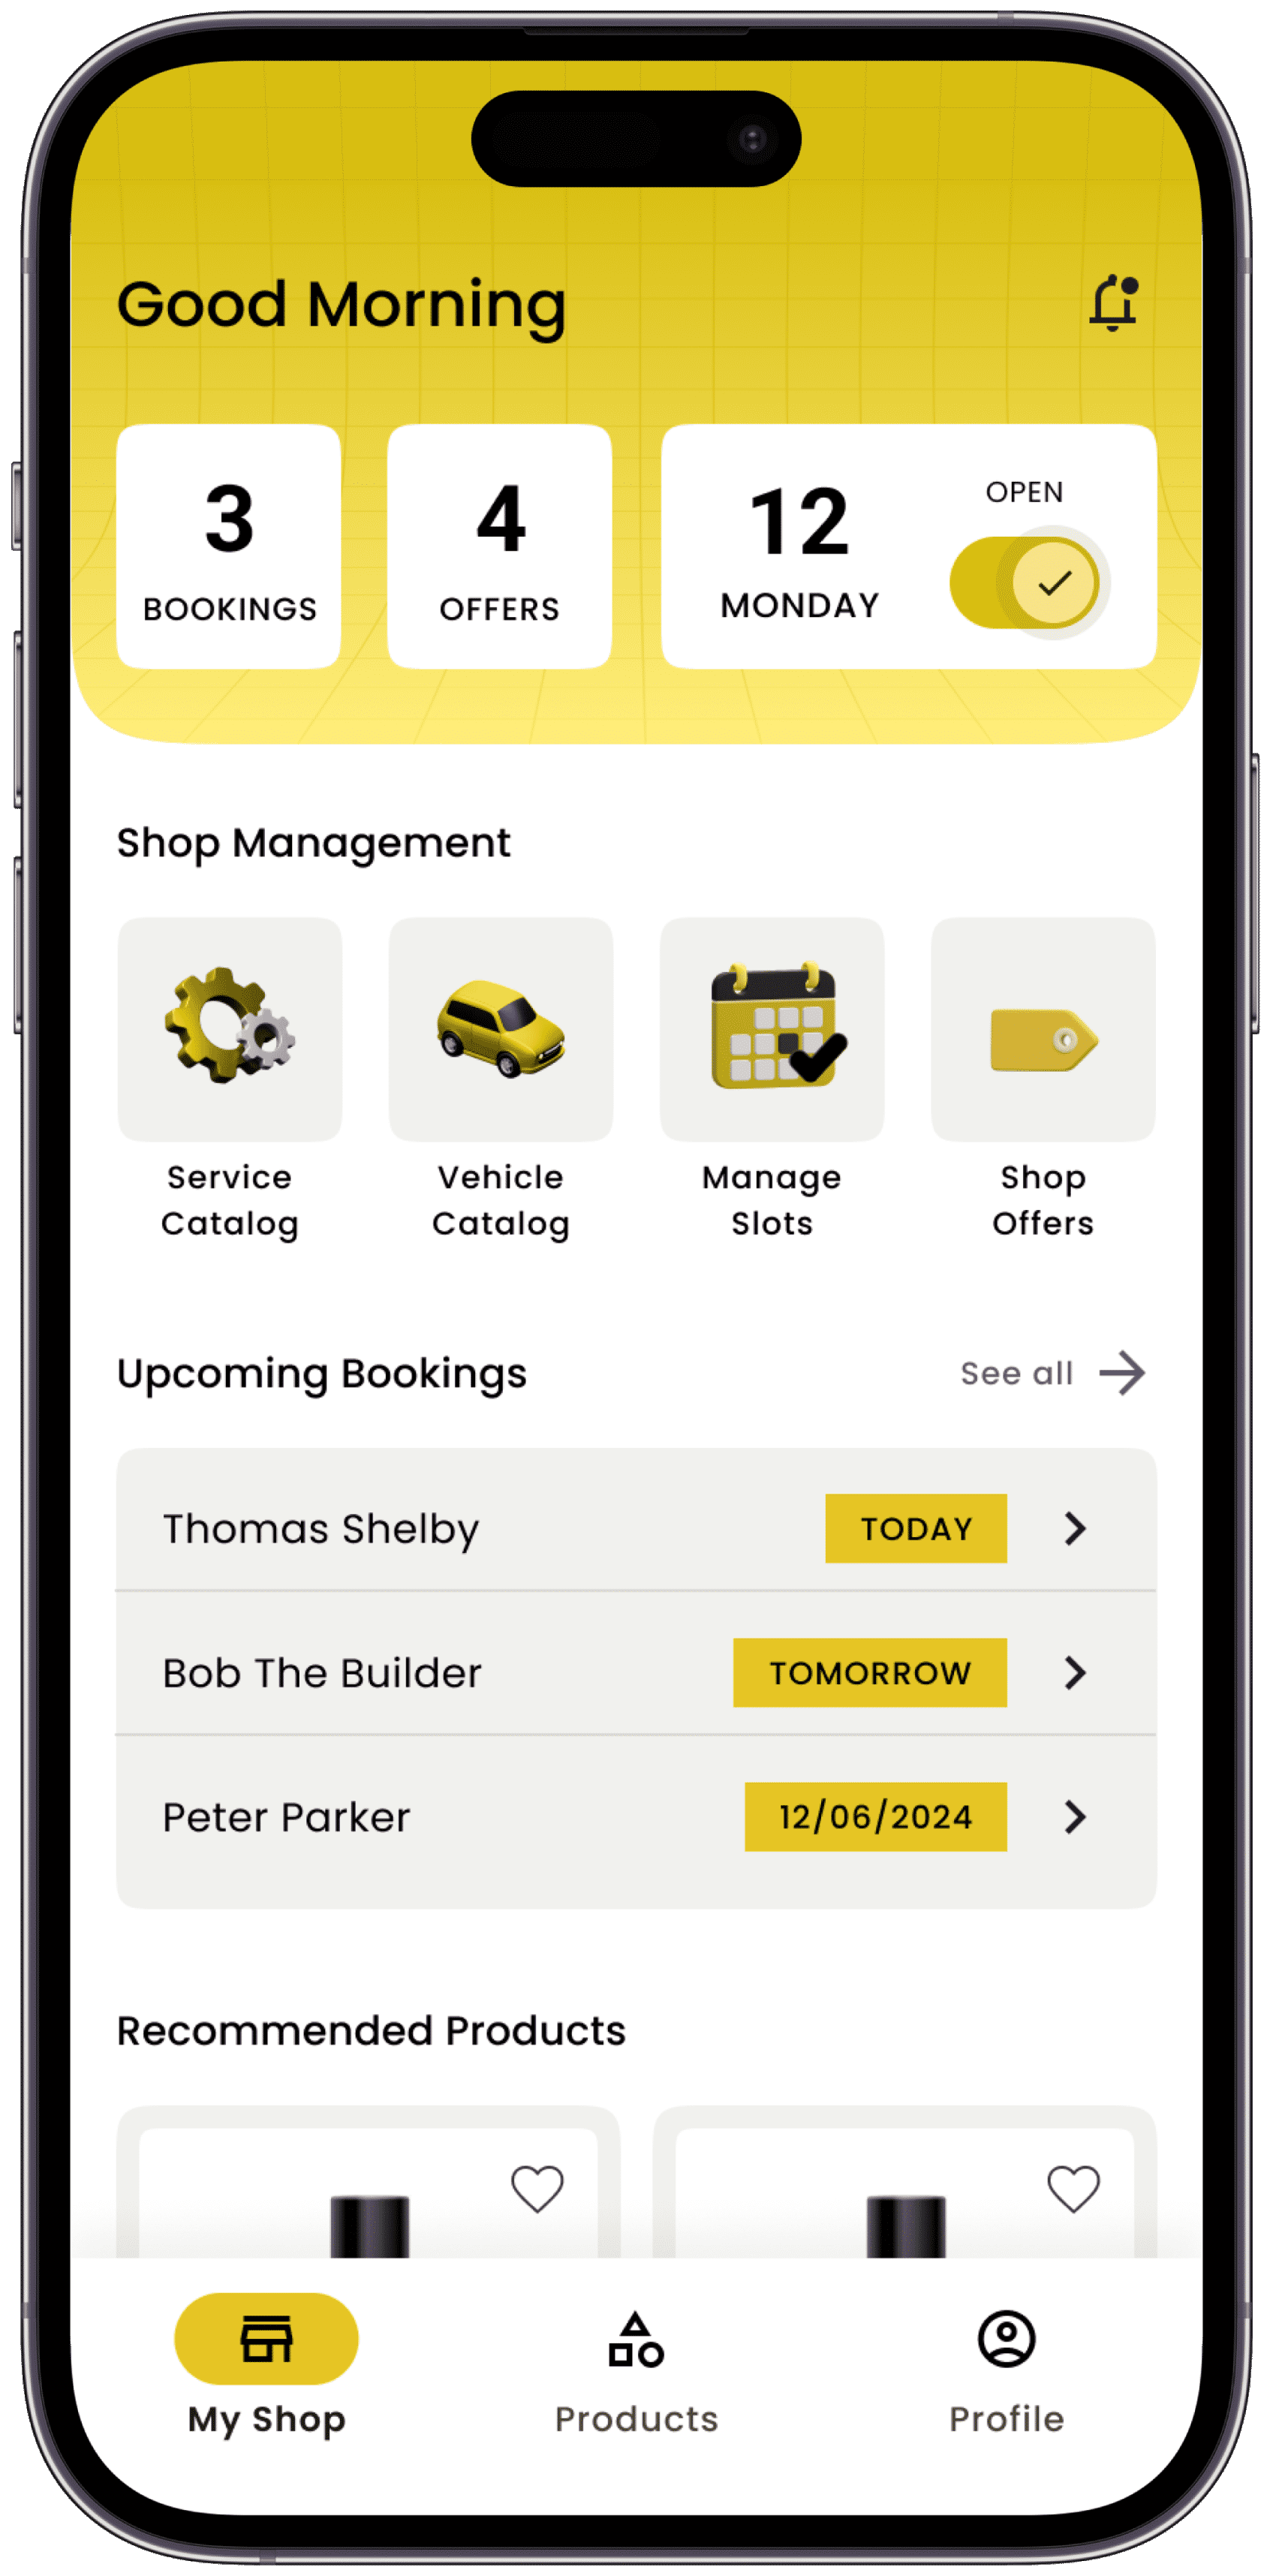 Good Morning
3
BOOKINGS
4
OFFERS
12
MONDAY
OPEN
Shop Management
Service
Catalog
Vehicle
Catalog
Manage
Slots
Shop
Offers
Upcoming Bookings
See all
Thomas Shelby
TODAY
Bob The Builder
TOMORROW
Peter Parker
12/06/2024
Recommended Products
My Shop
Products
Profile